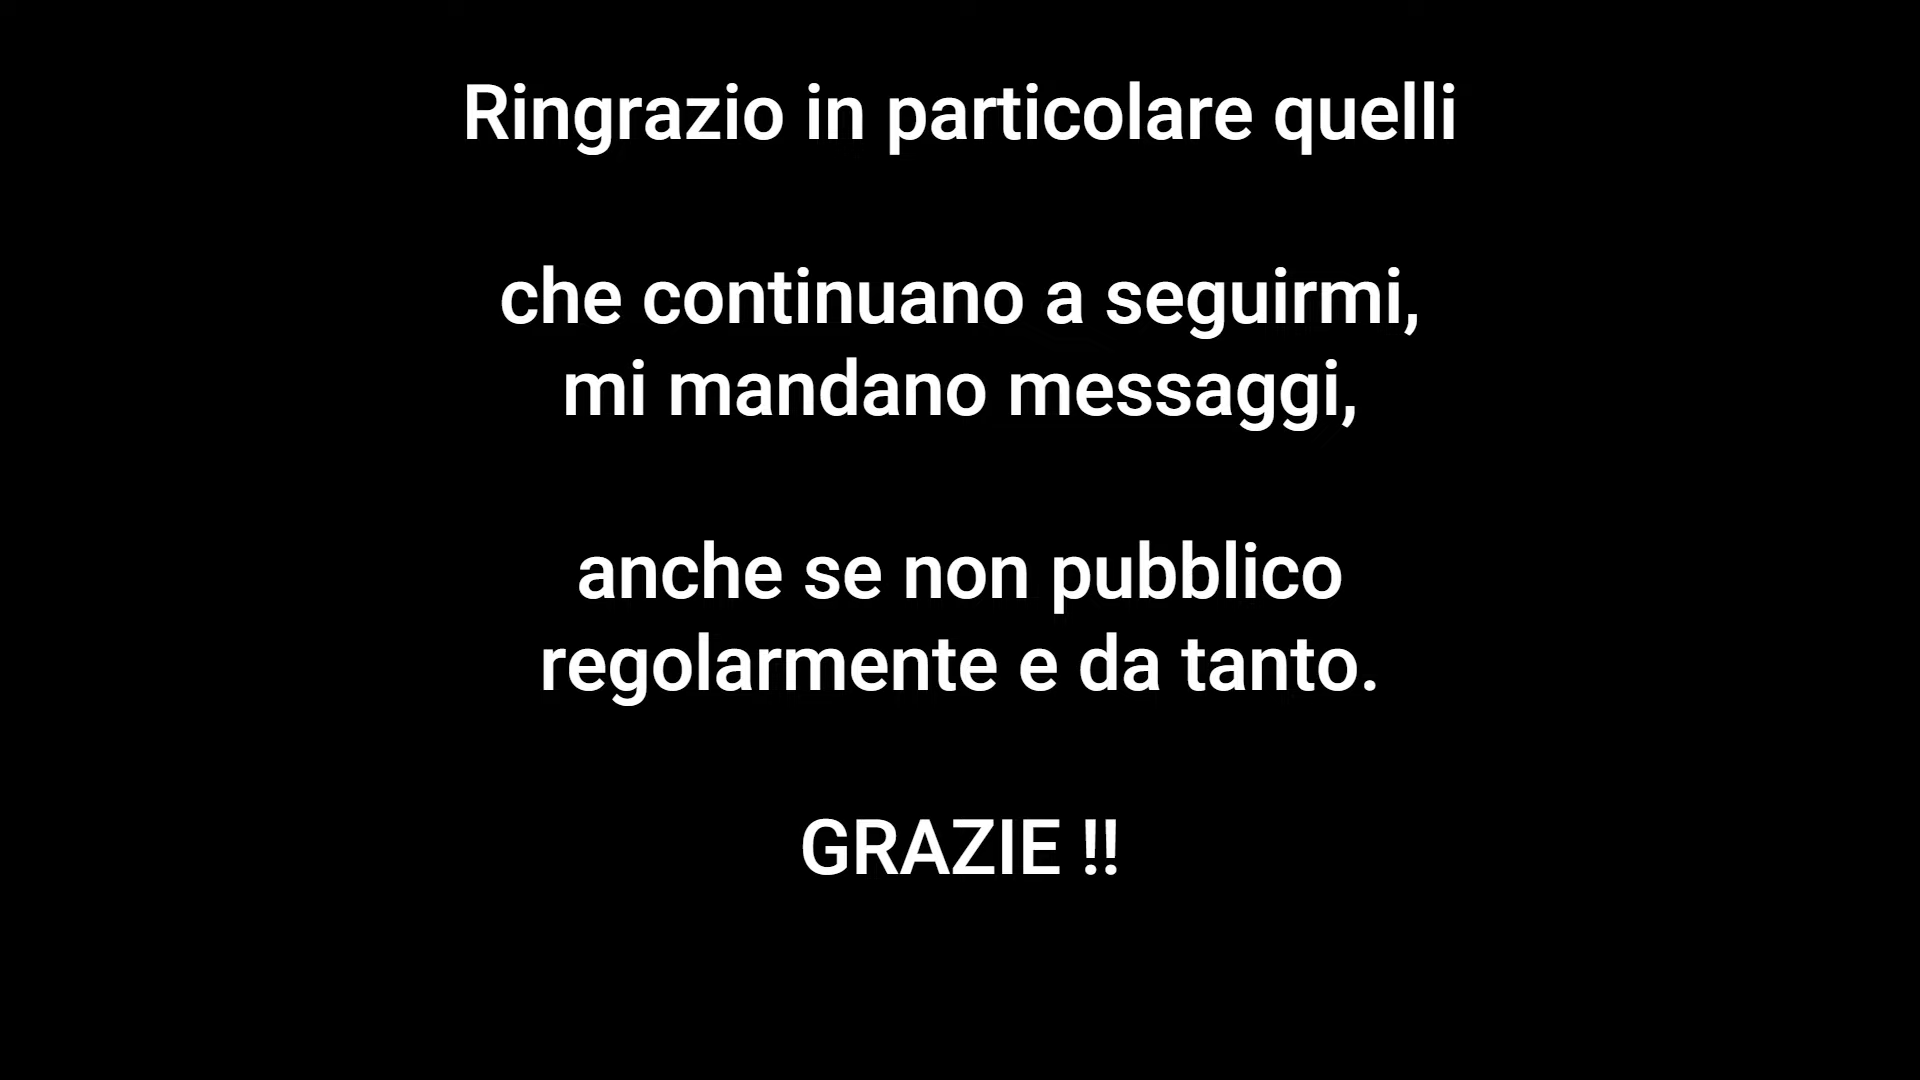 Ringrazio in particolare quelli
che continuano a seguirmi,
mi mandano messaggi,
anche se non pubblico
regolarmente e da tanto.
GRAZIE !!